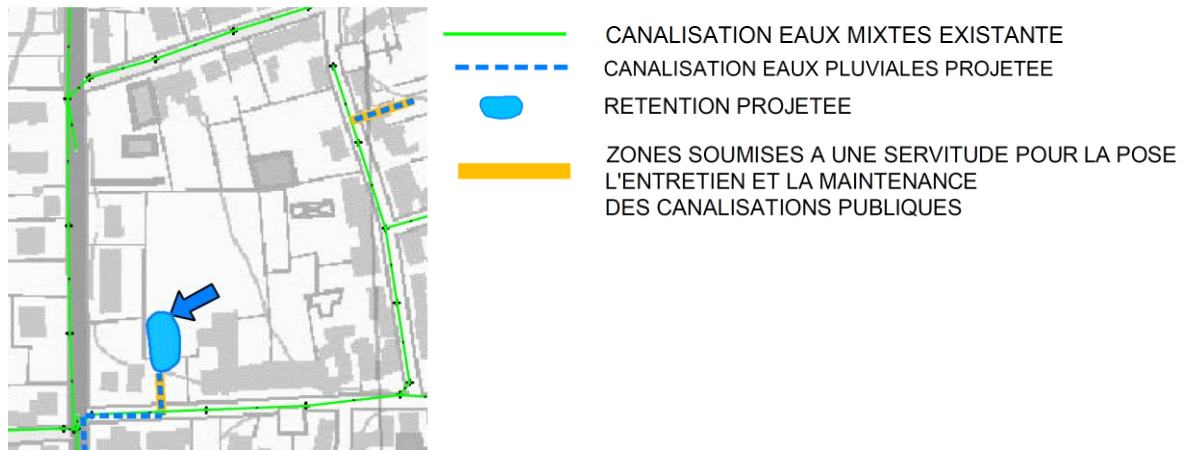 CANALISATION EAUX MIXTES EXISTANTE
CANALISATION EAUX PLUVIALES PROJETEE
RETENTION PROJETEE
ZONES SOUMISES A UNE SERVITUDE POUR LA POSE
L'ENTRETIEN ET LA MAINTENANCE
DES CANALISATIONS PUBLIQUES